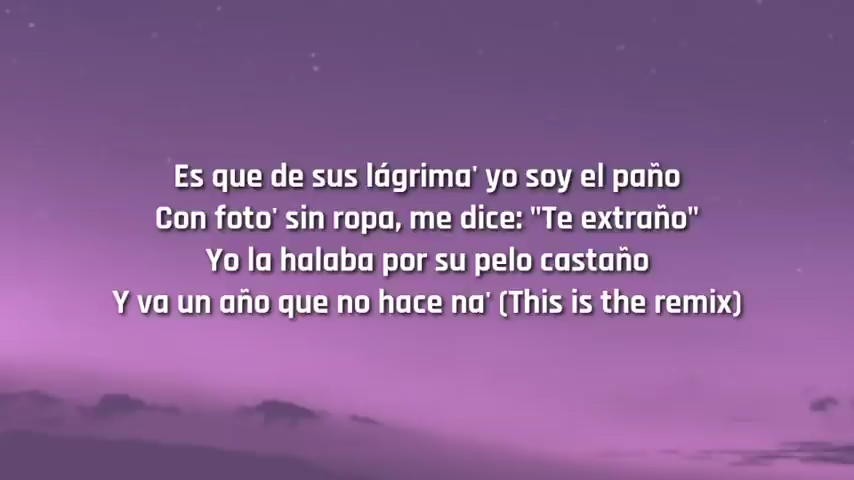 Es que de sus lágrima' yo soy el paño
Con foto' sin ropa, me dice: "Te extraño"
Yo la halaba por su pelo castaño
Y va un año que no hace na' (This is the remix)